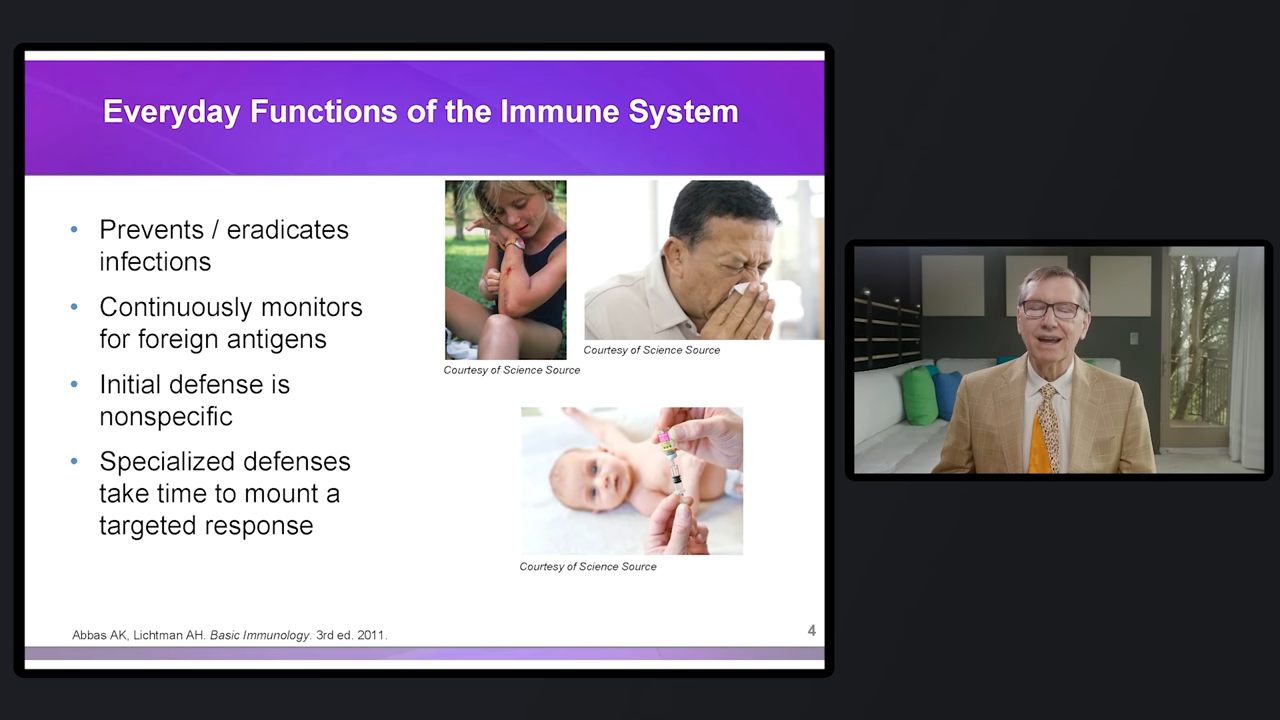 Everyday Functions of the Immune System
• Prevents / eradicates
infections
• Continuously monitors
for foreign antigens
• Initial defense is
nonspecific
• Specialized defenses
take time to mount a
targeted response
Courtesy of Science Source
Courtesy of Science Source
Courtesy of Science Source
Abbas AK, Lichtman AH. Basic Immunology. 3rd ed. 2011.
4